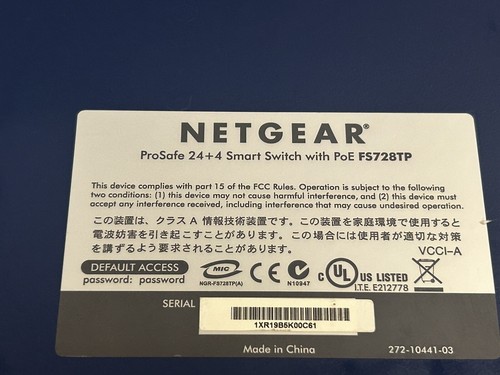 NETGEAR®
ProSafe 24+4 Smart Switch with PoE FS728TP
This device complies with part 15 of the FCC Rules. Operation is subject to the following
two conditions: (1) this device may not cause harmful interference, and (2) this device must
accept any interference received, including interference that may cause undesired operation.
この装置は、クラス A 情報技術装置です。この装置を家庭環境で使用すると
電波妨害を引き起こすことがあります。この場合には使用者が適切な対策
を講ずるよう要求されることがあります。
VCCI-A
DEFAULT ACCESS
password: password
MIC
NGR-FS728TP(A)
CE
N10947
c UL US LISTED
I.T.E. E212778
SERIAL
1XR19B5K00C61
Made in China
272-10441-03